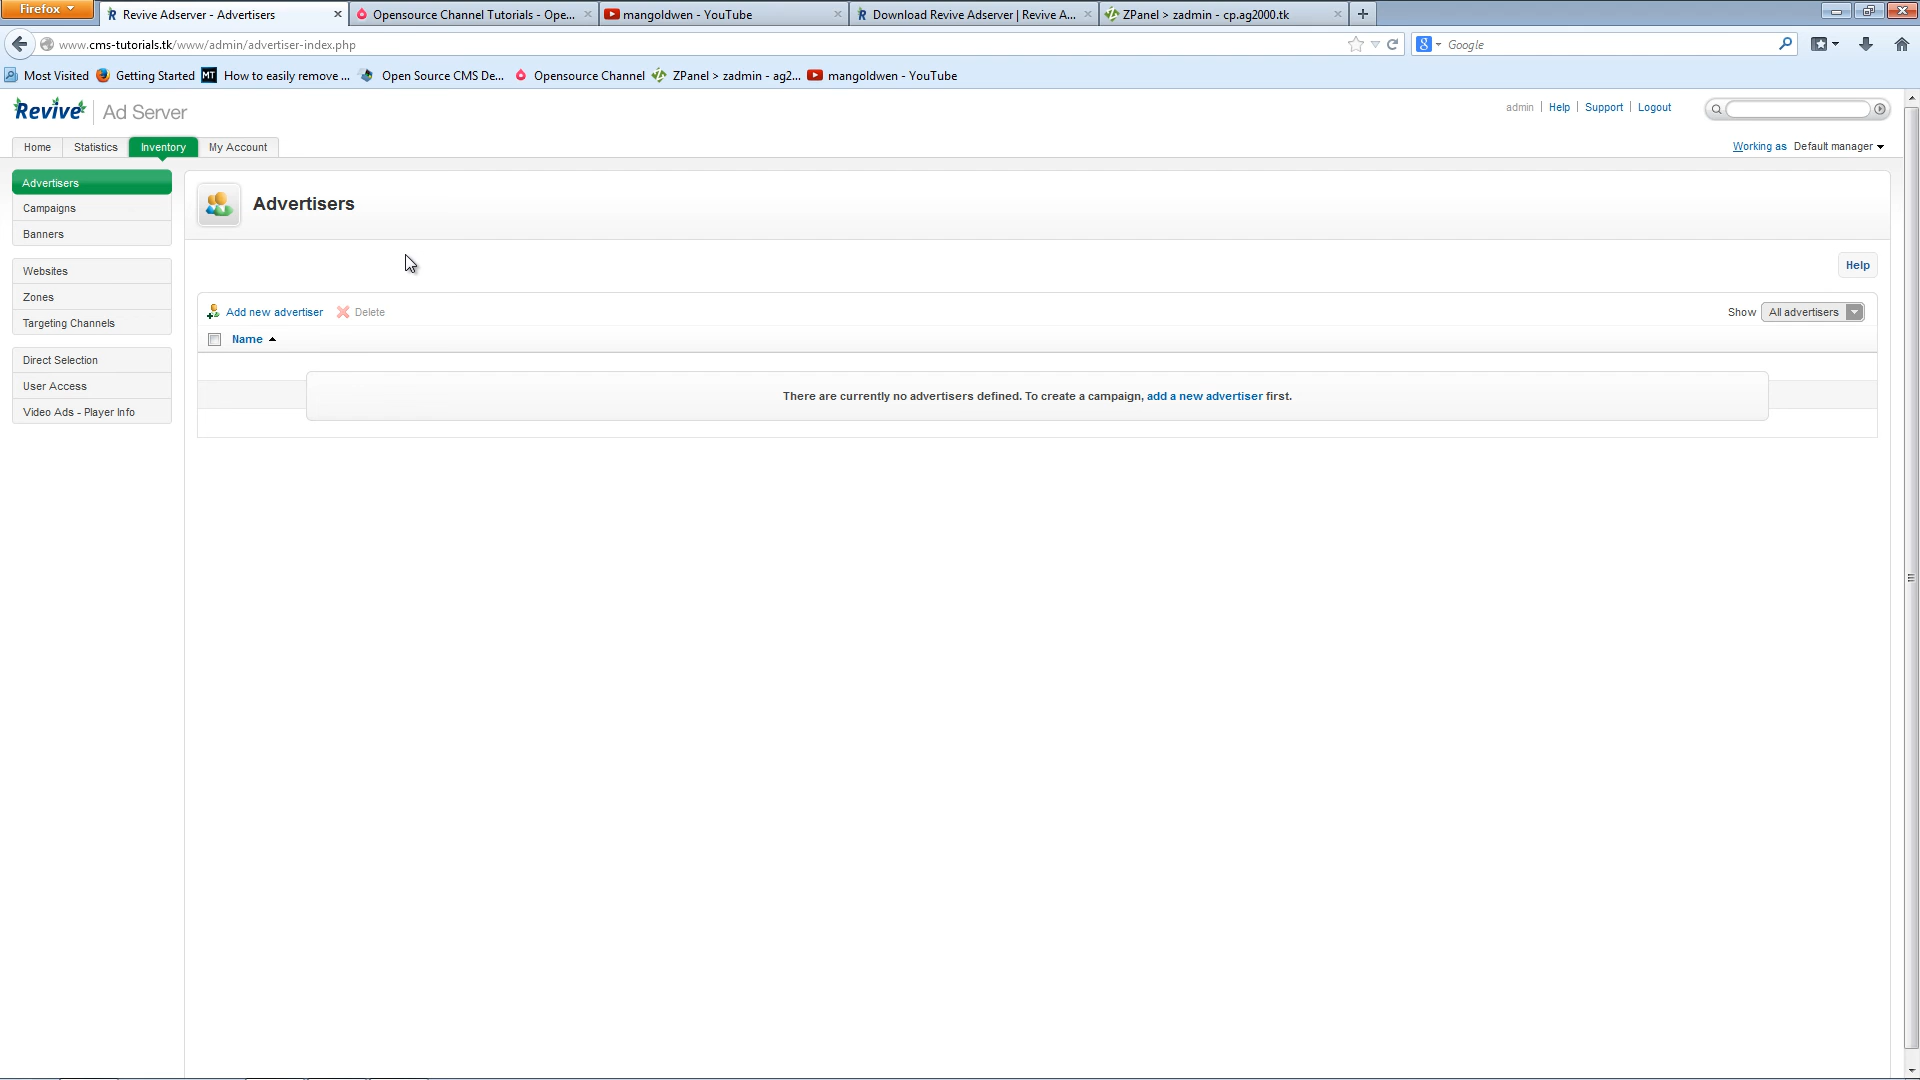 Firefox
Revive Adserver - Advertisers
Opensource Channel Tutorials - Ope...
mangoldwen - YouTube
Download Revive Adserver | Revive A...
ZPanel > zadmin - cp.ag2000.tk
www.cms-tutorials.tk/www/admin/advertiser-index.php
8
Google
Most Visited
Getting Started
MT
How to easily remove ...
Open Source CMS De...
Opensource Channel
ZPanel > zadmin - ag2...
mangoldwen - YouTube
Revive Ad Server
admin | Help | Support | Logout
Home
Statistics
Inventory
My Account
Working as Default manager
Advertisers
Campaigns
Banners
Websites
Zones
Targeting Channels
Direct Selection
User Access
Video Ads - Player Info
Advertisers
Help
Add new advertiser
Delete
Show All advertisers
Name
There are currently no advertisers defined. To create a campaign, add a new advertiser first.